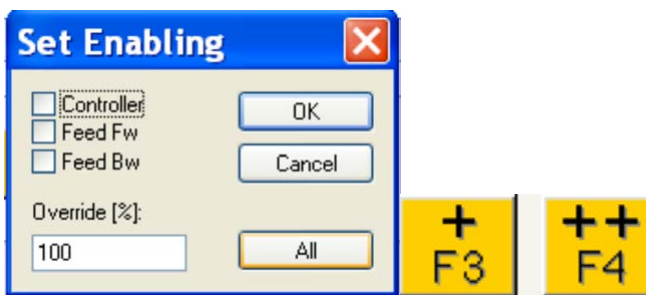 Set Enabling
Controller
OK
Feed Fw
Feed Bw
Cancel
Override [%]:
100
All
+
F3
++
F4